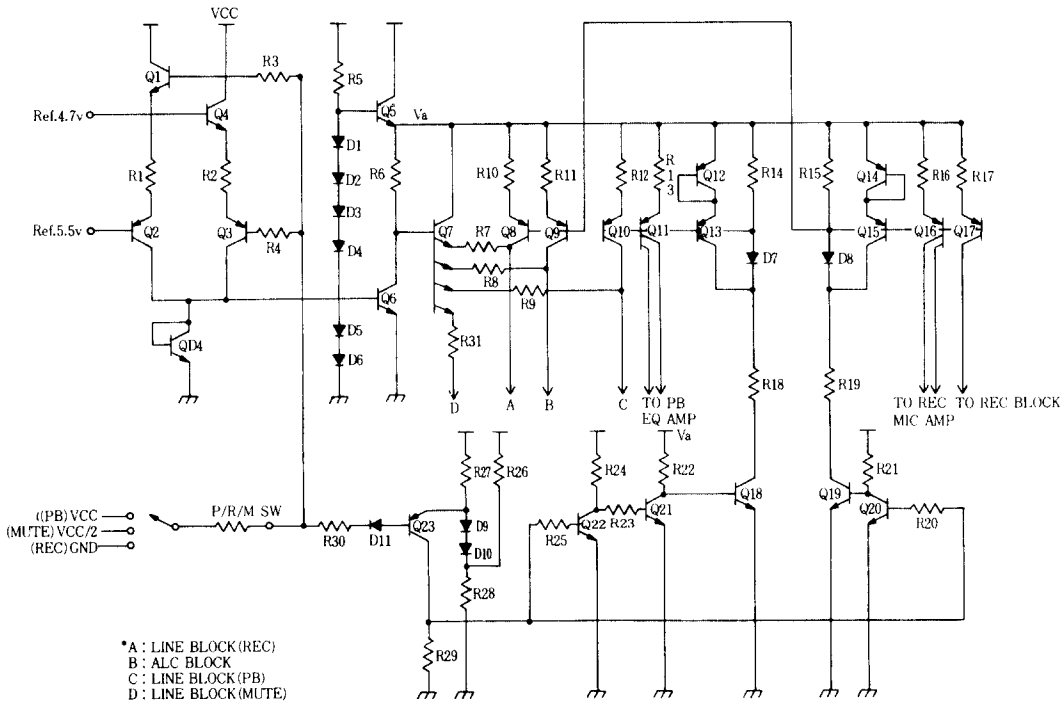 VCC
Q1
R3
R5
Q4
Q5
Va
Ref.4.7v
D1
R1
R2
D2
R6
R10
R11
R12
R13
Q12
R14
R15
Q14
R16
R17
D3
Ref.5.5v
Q2
Q3
R4
D4
Q7
R7
Q8
Q9
Q10
Q11
Q13
Q15
Q16
Q17
D7
D8
R8
R9
Q6
QD4
D5
D6
R31
R18
R19
D
A
B
C
TO PB
EQ AMP
TO REC
MIC AMP
TO REC BLOCK
Va
R27
R26
R24
R22
R21
P/R/M SW
((PB)VCC
(MUTE)VCC/2
(REC)GND
R30
D11
Q23
D9
D10
R25
Q22
R23
Q21
Q18
Q19
Q20
R20
R28
R29
*A : LINE BLOCK(REC)
B : ALC BLOCK
C : LINE BLOCK(PB)
D : LINE BLOCK(MUTE)